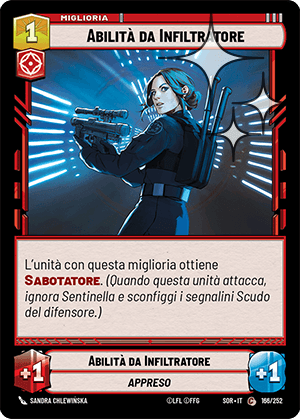 MIGLIORIA
1
ABILITÀ DA INFILTRATORE
L'unità con questa miglioria ottiene
SABOTATORE. (Quando questa unità attacca,
ignora Sentinella e sconfiggi i segnalini Scudo
del difensore.)
+1
ABILITÀ DA INFILTRATORE
APPRESO
+1
SANDRA CHLEWIŃSKA
©LFL ©FFG
SOR • IT
C
166/252